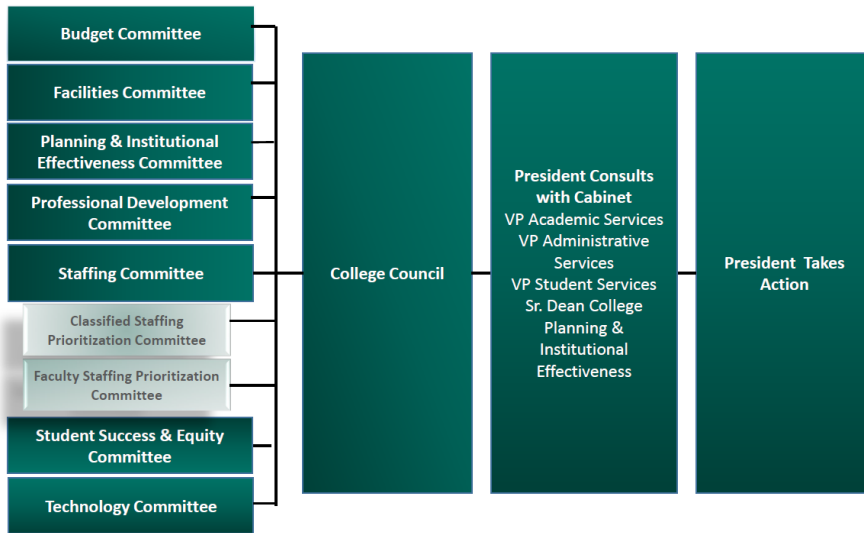 Budget Committee
Facilities Committee
Planning & Institutional
Effectiveness Committee
Professional Development
Committee
Staffing Committee
Classified Staffing
Prioritization Committee
Faculty Staffing Prioritization
Committee
Student Success & Equity
Committee
Technology Committee
College Council
President Consults
with Cabinet
VP Academic Services
VP Administrative
Services
VP Student Services
Sr. Dean College
Planning &
Institutional
Effectiveness
President Takes
Action